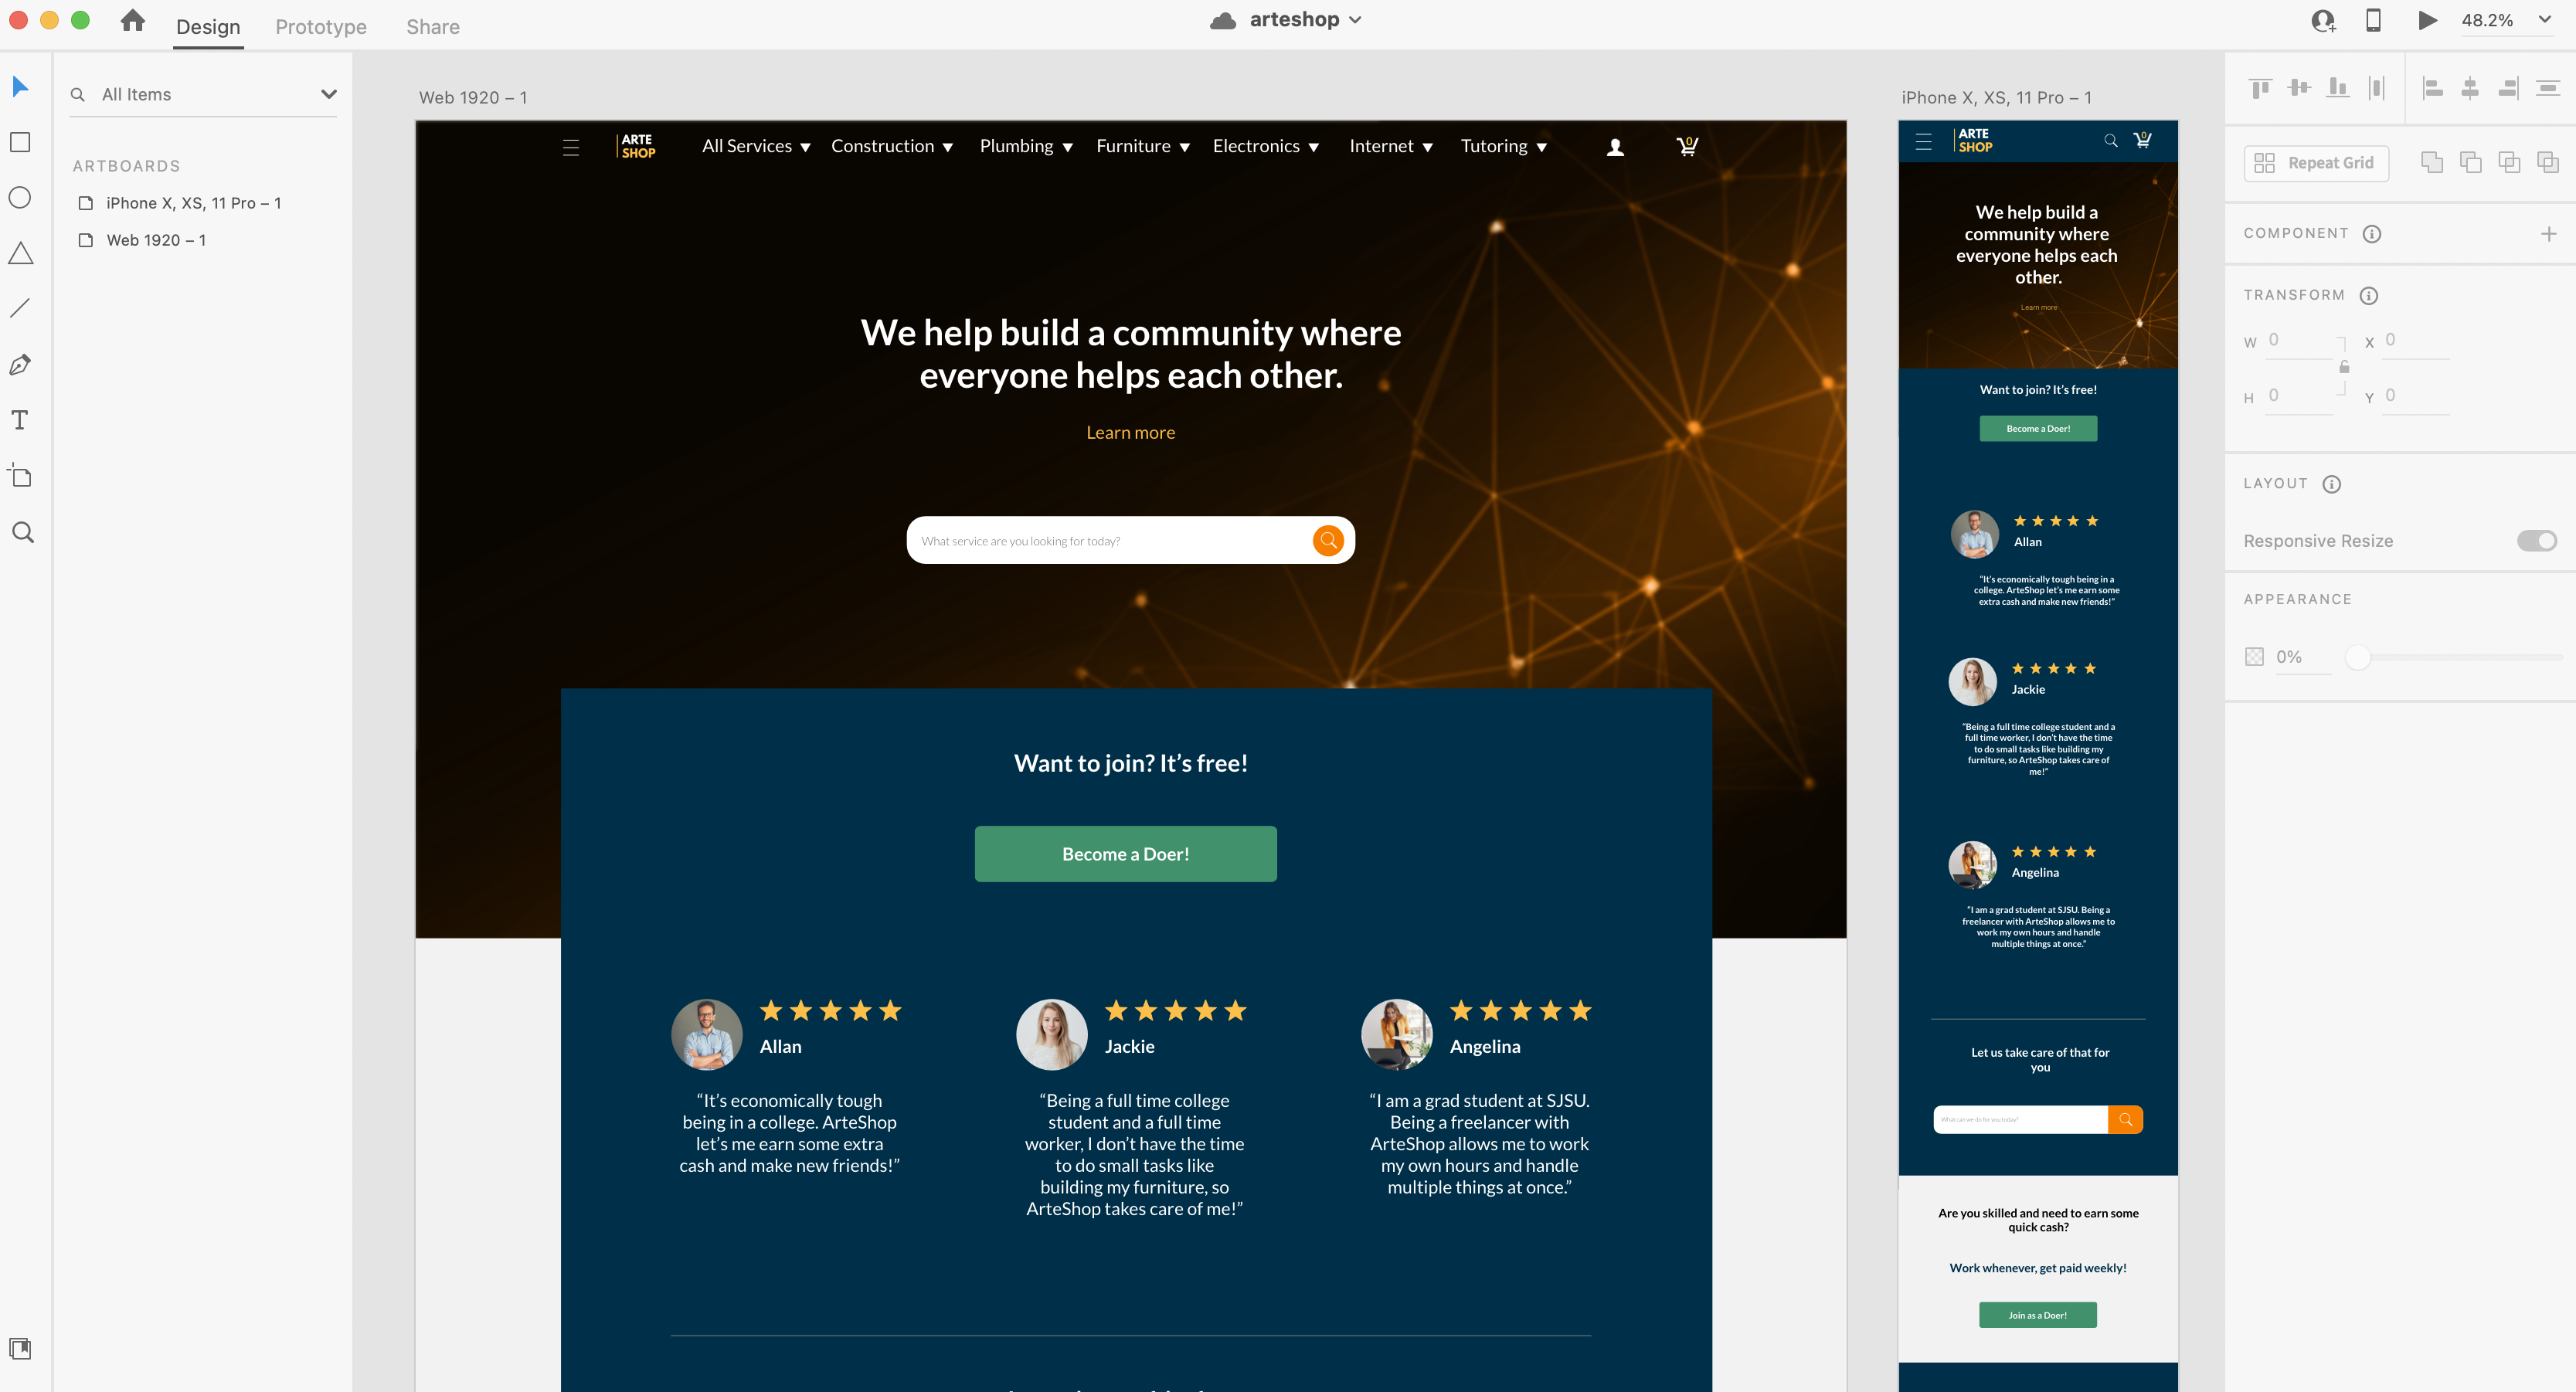 Design
Prototype
Share
arteshop
48.2%
All Items
ARTBOARDS
iPhone X, XS, 11 Pro – 1
Web 1920 – 1
Web 1920 – 1
ARTE
SHOP
All Services ▼
Construction ▼
Plumbing ▼
Furniture ▼
Electronics ▼
Internet ▼
Tutoring ▼
0
We help build a community where
everyone helps each other.
Learn more
What service are you looking for today?
Want to join? It’s free!
Become a Doer!
Allan
“It’s economically tough
being in a college. ArteShop
let’s me earn some extra
cash and make new friends!”
Jackie
“Being a full time college
student and a full time
worker, I don’t have the time
to do small tasks like
building my furniture, so
ArteShop takes care of me!”
Angelina
“I am a grad student at SJSU.
Being a freelancer with
ArteShop allows me to work
my own hours and handle
multiple things at once.”
iPhone X, XS, 11 Pro – 1
ARTE
SHOP
0
We help build a
community where
everyone helps each
other.
Learn more
Want to join? It’s free!
Become a Doer!
Allan
“It’s economically tough being in a
college. ArteShop let’s me earn some
extra cash and make new friends!”
Jackie
“Being a full time college student and a
full time worker, I don’t have the time
to do small tasks like building my
furniture, so ArteShop takes care of
me!”
Angelina
“I am a grad student at SJSU. Being a
freelancer with ArteShop allows me to
work my own hours and handle
multiple things at once.”
Let us take care of that for
you
What can we do for you today?
Are you skilled and need to earn some
quick cash?
Work whenever, get paid weekly!
Join as a Doer!
Repeat Grid
COMPONENT
TRANSFORM
W 0 X 0
H 0 Y 0
LAYOUT
Responsive Resize
APPEARANCE
0%